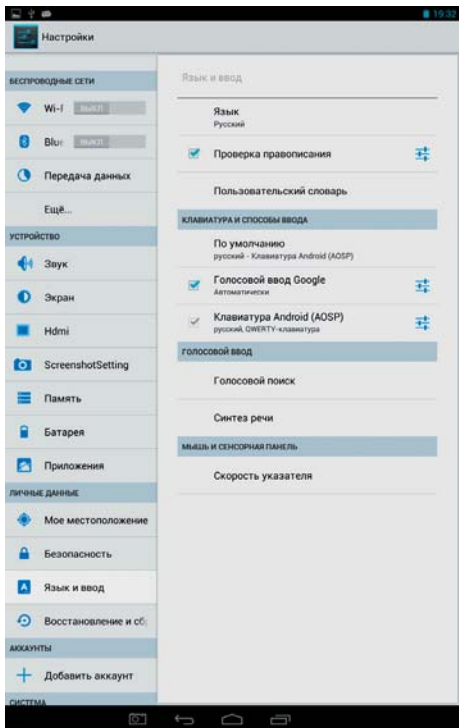 19:32
Настройки
БЕСПРОВОДНЫЕ СЕТИ
Wi-F
ВЫКЛ
Blue
ВЫКЛ
Передача данных
Ещё...
УСТРОЙСТВО
Звук
Экран
Hdmi
ScreenshotSetting
Память
Батарея
Приложения
ЛИЧНЫЕ ДАННЫЕ
Мое местоположение
Безопасность
Язык и ввод
Восстановление и сб
АККАУНТЫ
Добавить аккаунт
СИСТЕМА
Язык и ввод
Язык
Русский
Проверка правописания
Пользовательский словарь
КЛАВИАТУРА И СПОСОБЫ ВВОДА
По умолчанию
русский - Клавиатура Android (AOSP)
Голосовой ввод Google
Автоматически
Клавиатура Android (AOSP)
русский, QWERTY-клавиатура
ГОЛОСОВОЙ ВВОД
Голосовой поиск
Синтез речи
МЫШЬ И СЕНСОРНАЯ ПАНЕЛЬ
Скорость указателя